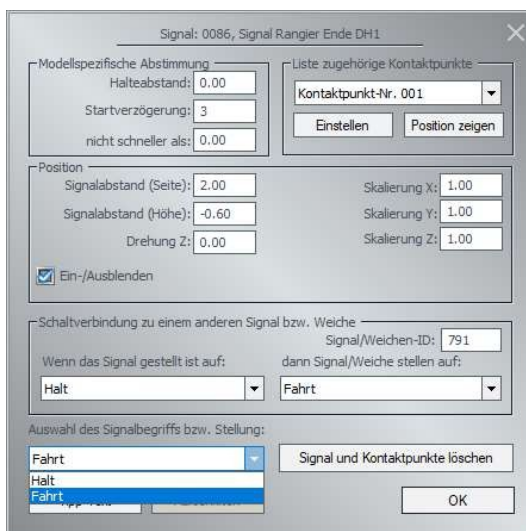 Signal: 0086, Signal Rangier Ende DH1
Modellspezifische Abstimmung
Halteabstand: 0.00
Startverzögerung: 3
nicht schneller als: 0.00
Liste zugehörige Kontaktpunkte
Kontaktpunkt-Nr. 001
Einstellen Position zeigen
Position
Signalabstand (Seite): 2.00
Signalabstand (Höhe): -0.60
Drehung Z: 0.00
Skalierung X: 1.00
Skalierung Y: 1.00
Skalierung Z: 1.00
Ein-/Ausblenden
Schaltverbindung zu einem anderen Signal bzw. Weiche
Signal/Weichen-ID: 791
Wenn das Signal gestellt ist auf:
dann Signal/Weiche stellen auf:
Halt
Fahrt
Auswahl des Signalbegriffs bzw. Stellung:
Fahrt
Signal und Kontaktpunkte löschen
Halt
Fahrt
OK